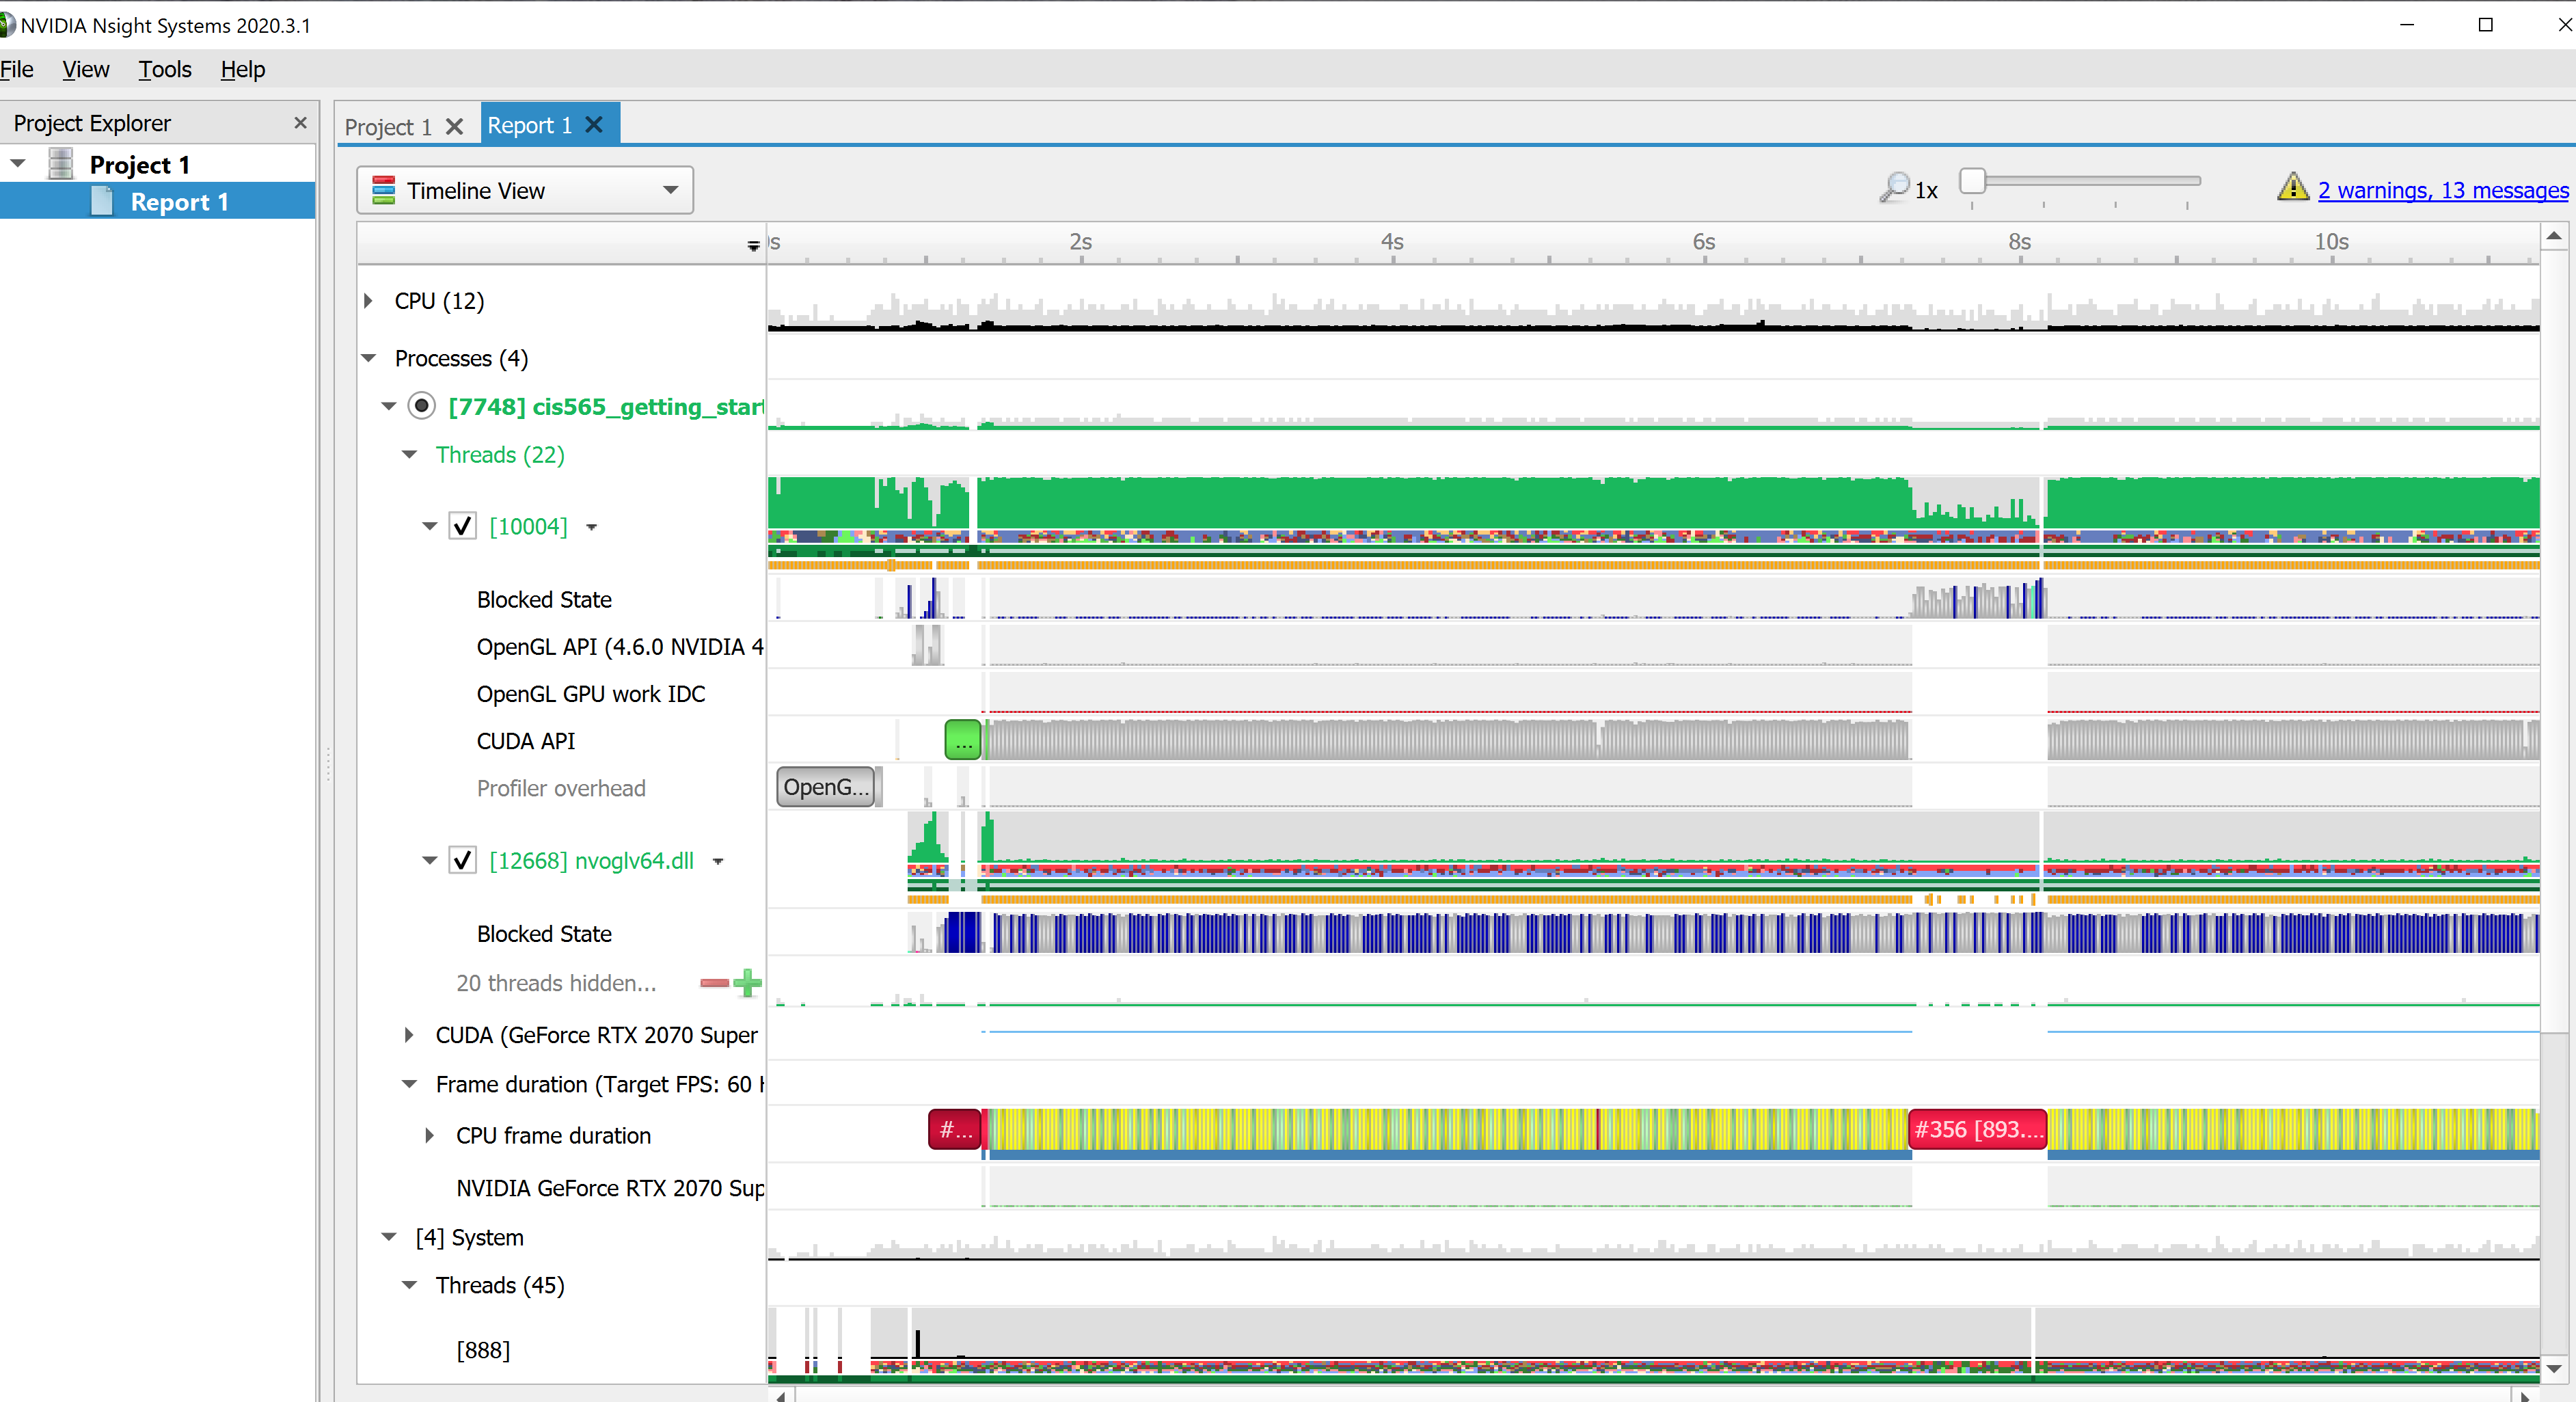 NVIDIA Nsight Systems 2020.3.1
File View Tools Help
Project Explorer
Project 1
Report 1
Project 1
Report 1
Timeline View
1x
2 warnings, 13 messages
s 2s 4s 6s 8s 10s
CPU (12)
Processes (4)
[7748] cis565_getting_start
Threads (22)
[10004]
Blocked State
OpenGL API (4.6.0 NVIDIA 4
OpenGL GPU work IDC
CUDA API
...
Profiler overhead
OpenG...
[12668] nvoglv64.dll
Blocked State
20 threads hidden...
CUDA (GeForce RTX 2070 Super
Frame duration (Target FPS: 60 H
CPU frame duration
#...
#356 [893....
NVIDIA GeForce RTX 2070 Sup
[4] System
Threads (45)
[888]